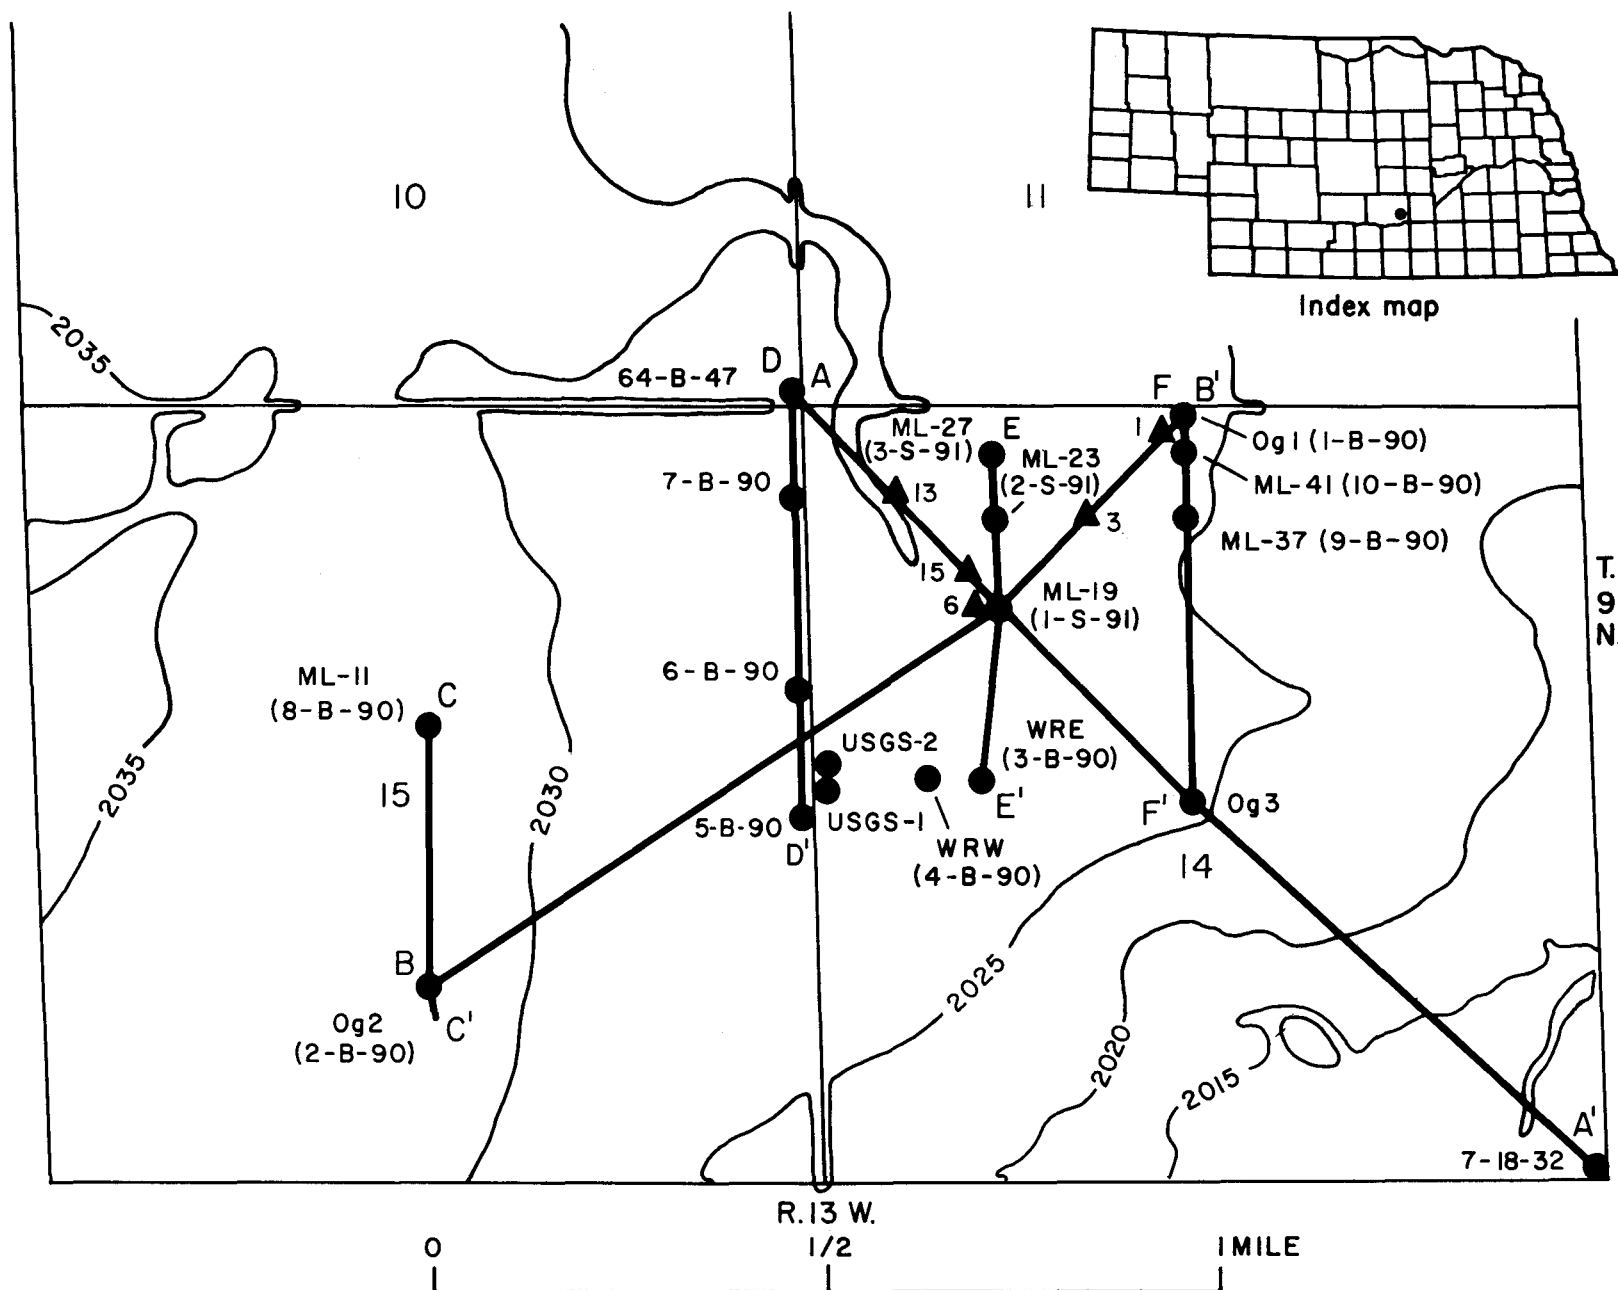 10
11
Index map
2035
64-B-47
D
A
F
B'
ML-27
(3-S-91)
E
1
Og1 (1-B-90)
ML-23
(2-S-91)
ML-41 (10-B-90)
7-B-90
13
3
ML-37 (9-B-90)
15
6
ML-19
(1-S-91)
T.
9
N.
6-B-90
ML-11
(8-B-90)
C
USGS-2
WRE
(3-B-90)
15
2035
2030
E'
F'
Og3
5-B-90
USGS-1
D'
WRW
(4-B-90)
14
B
2025
Og2
(2-B-90)
C'
2020
2015
A'
7-18-32
R.13 W.
0
1/2
1 MILE